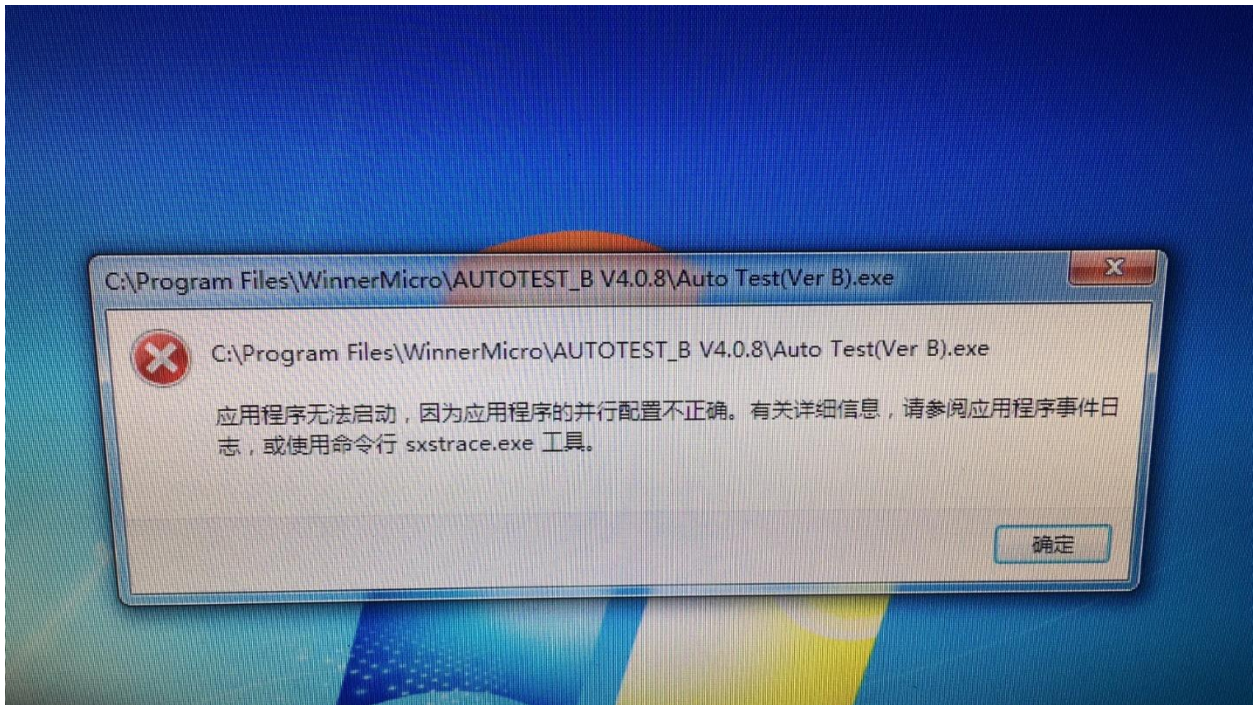 C:\Program Files\WinnerMicro\AUTOTEST_B V4.0.8\Auto Test(Ver B).exe
C:\Program Files\WinnerMicro\AUTOTEST_B V4.0.8\Auto Test(Ver B).exe
应用程序无法启动，因为应用程序的并行配置不正确。有关详细信息，请参阅应用程序事件日
志，或使用命令行 sxstrace.exe 工具。
确定